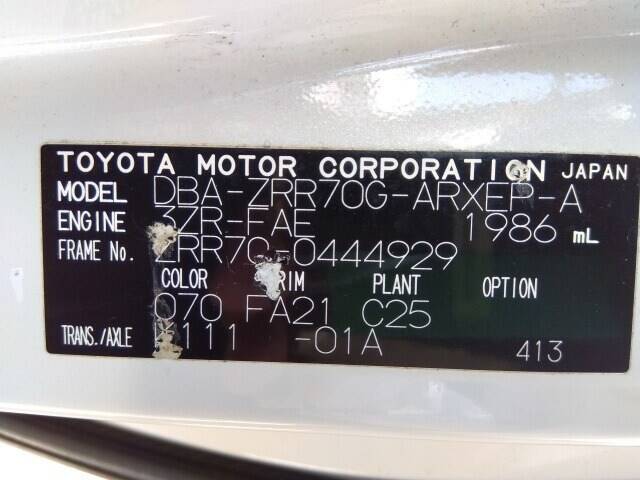 TOYOTA MOTOR CORPORATION JAPAN
MODEL DBA-ZRR70G-ARXEP-A
ENGINE 3ZR-FAE 1986 mL
FRAME No. ZRR70-0444929
COLOR TRIM PLANT OPTION
070 FA21 C25
TRANS./AXLE K111 -01A 413